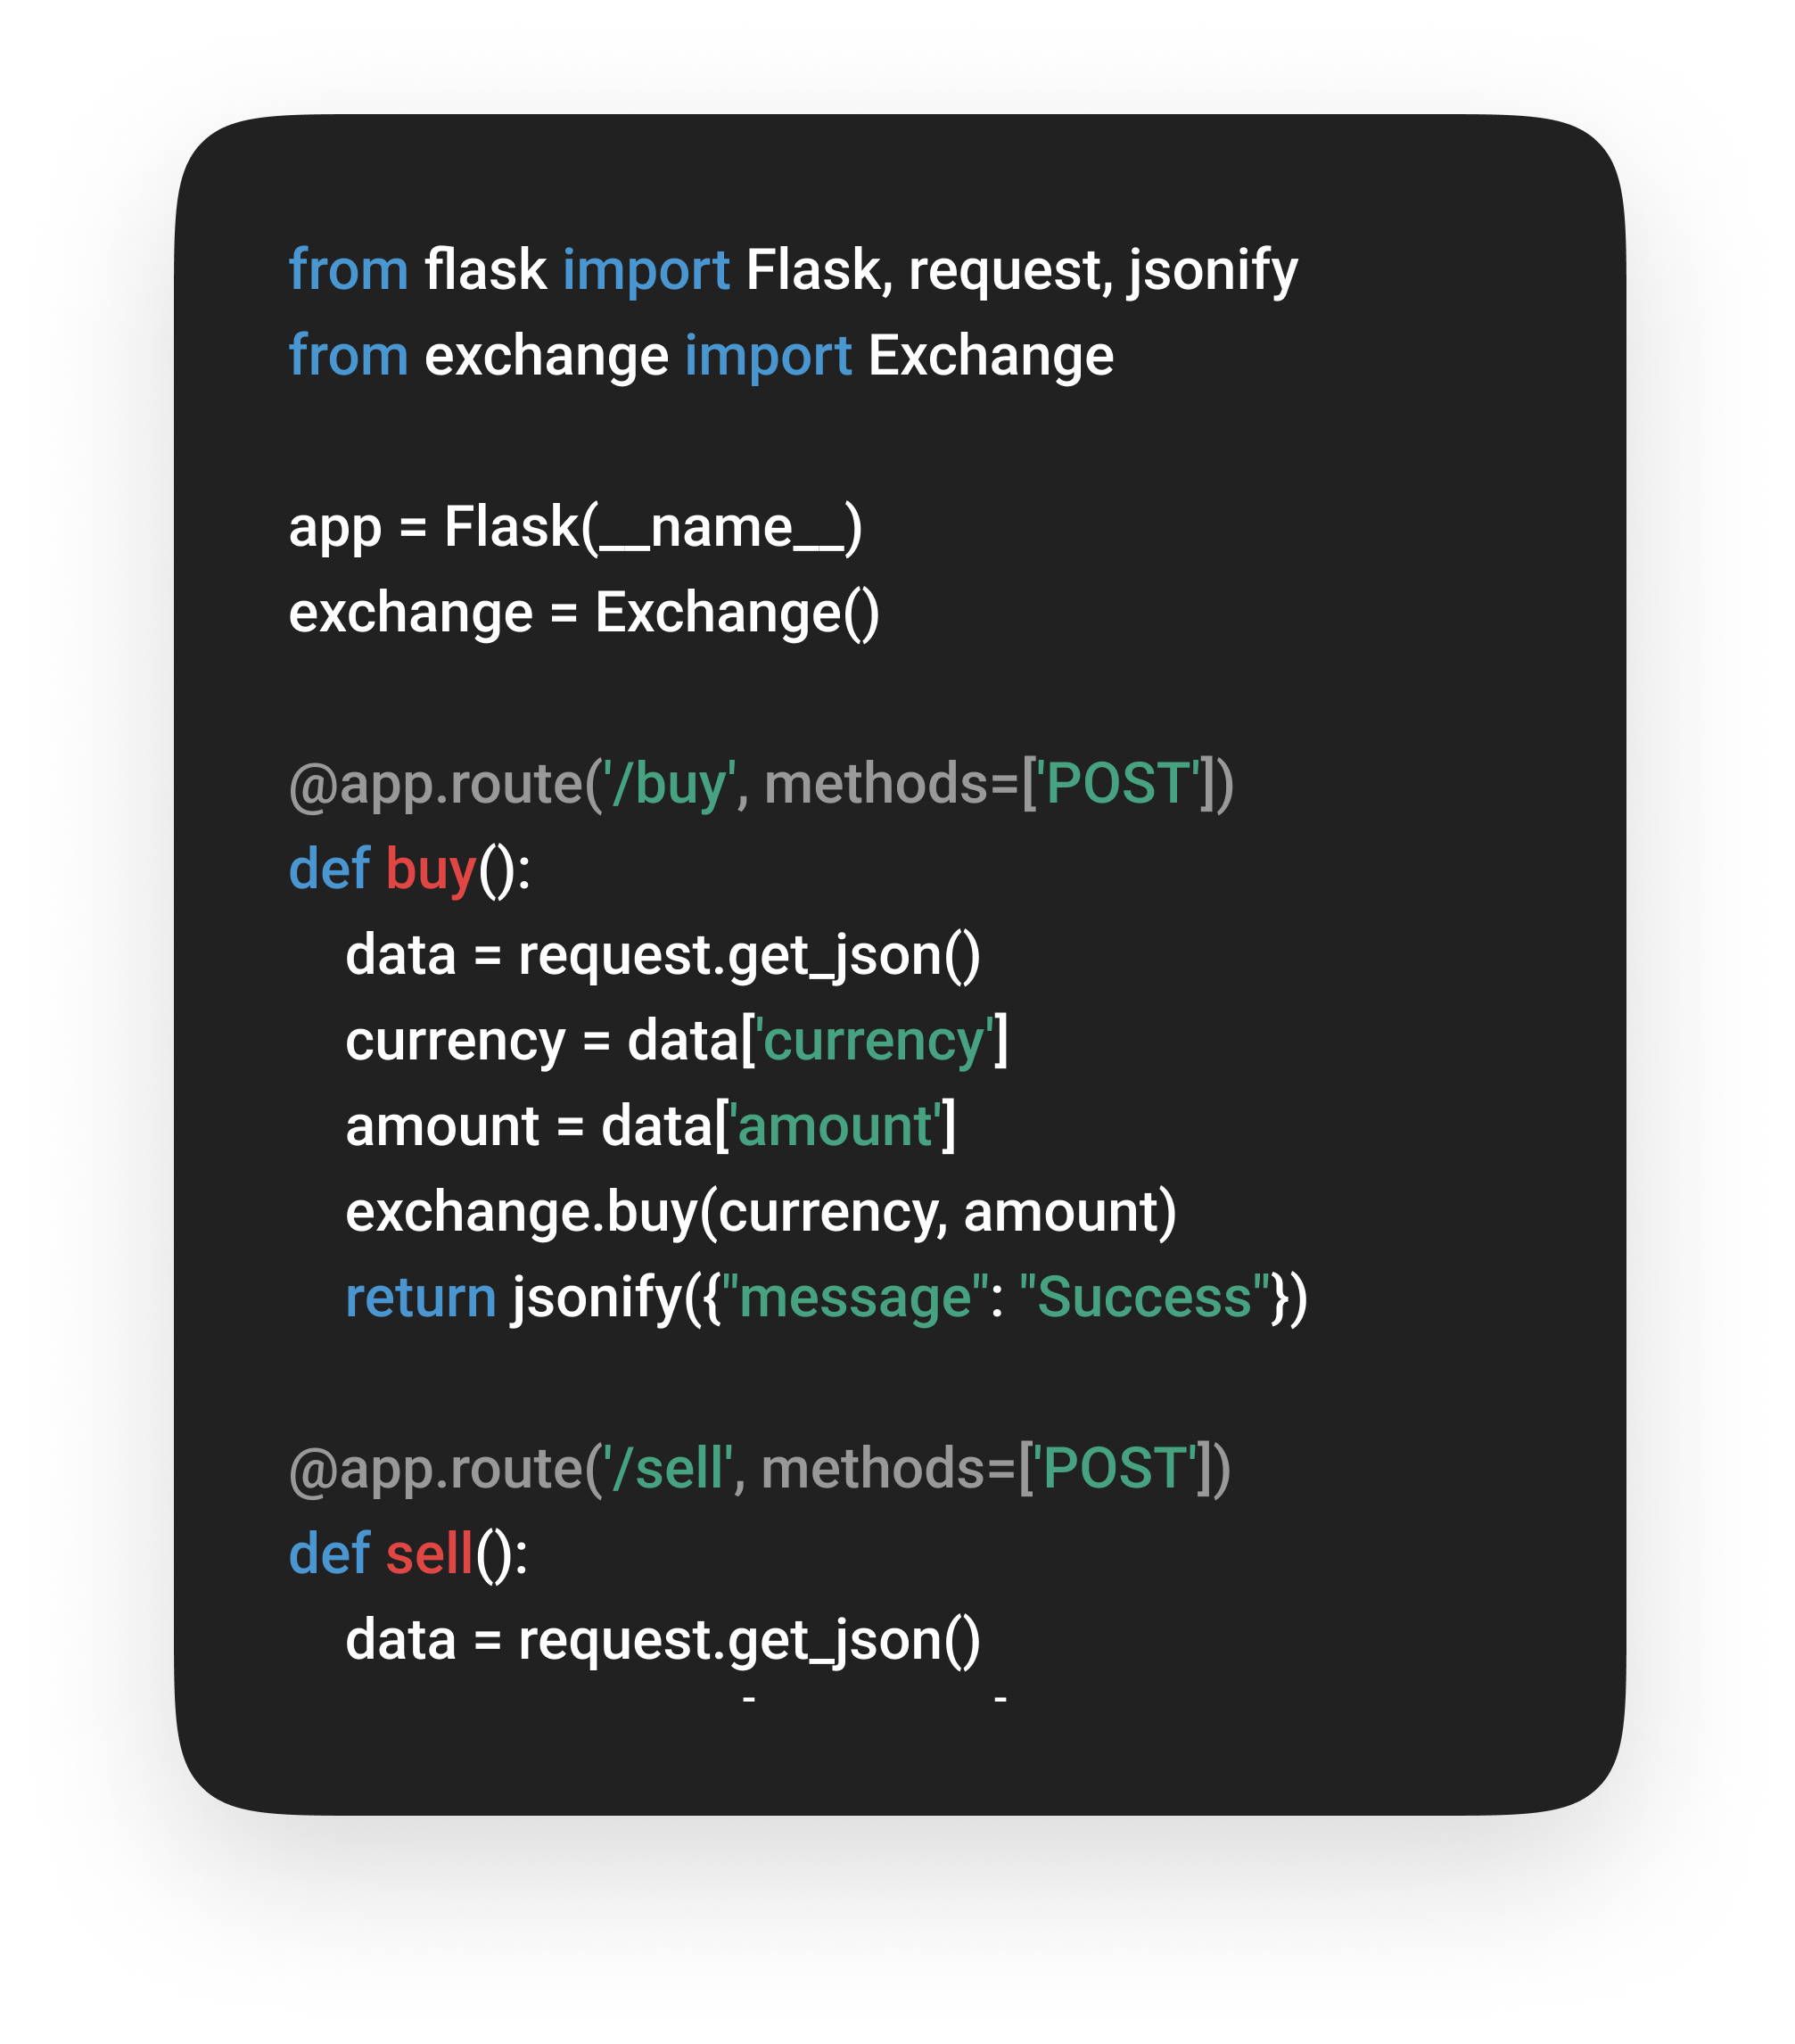 from flask import Flask, request, jsonify
from exchange import Exchange
app = Flask(__name__)
exchange = Exchange()
@app.route('/buy', methods=['POST'])
def buy():
data = request.get_json()
currency = data['currency']
amount = data['amount']
exchange.buy(currency, amount)
return jsonify({"message": "Success"})
@app.route('/sell', methods=['POST'])
def sell():
data = request.get_json()